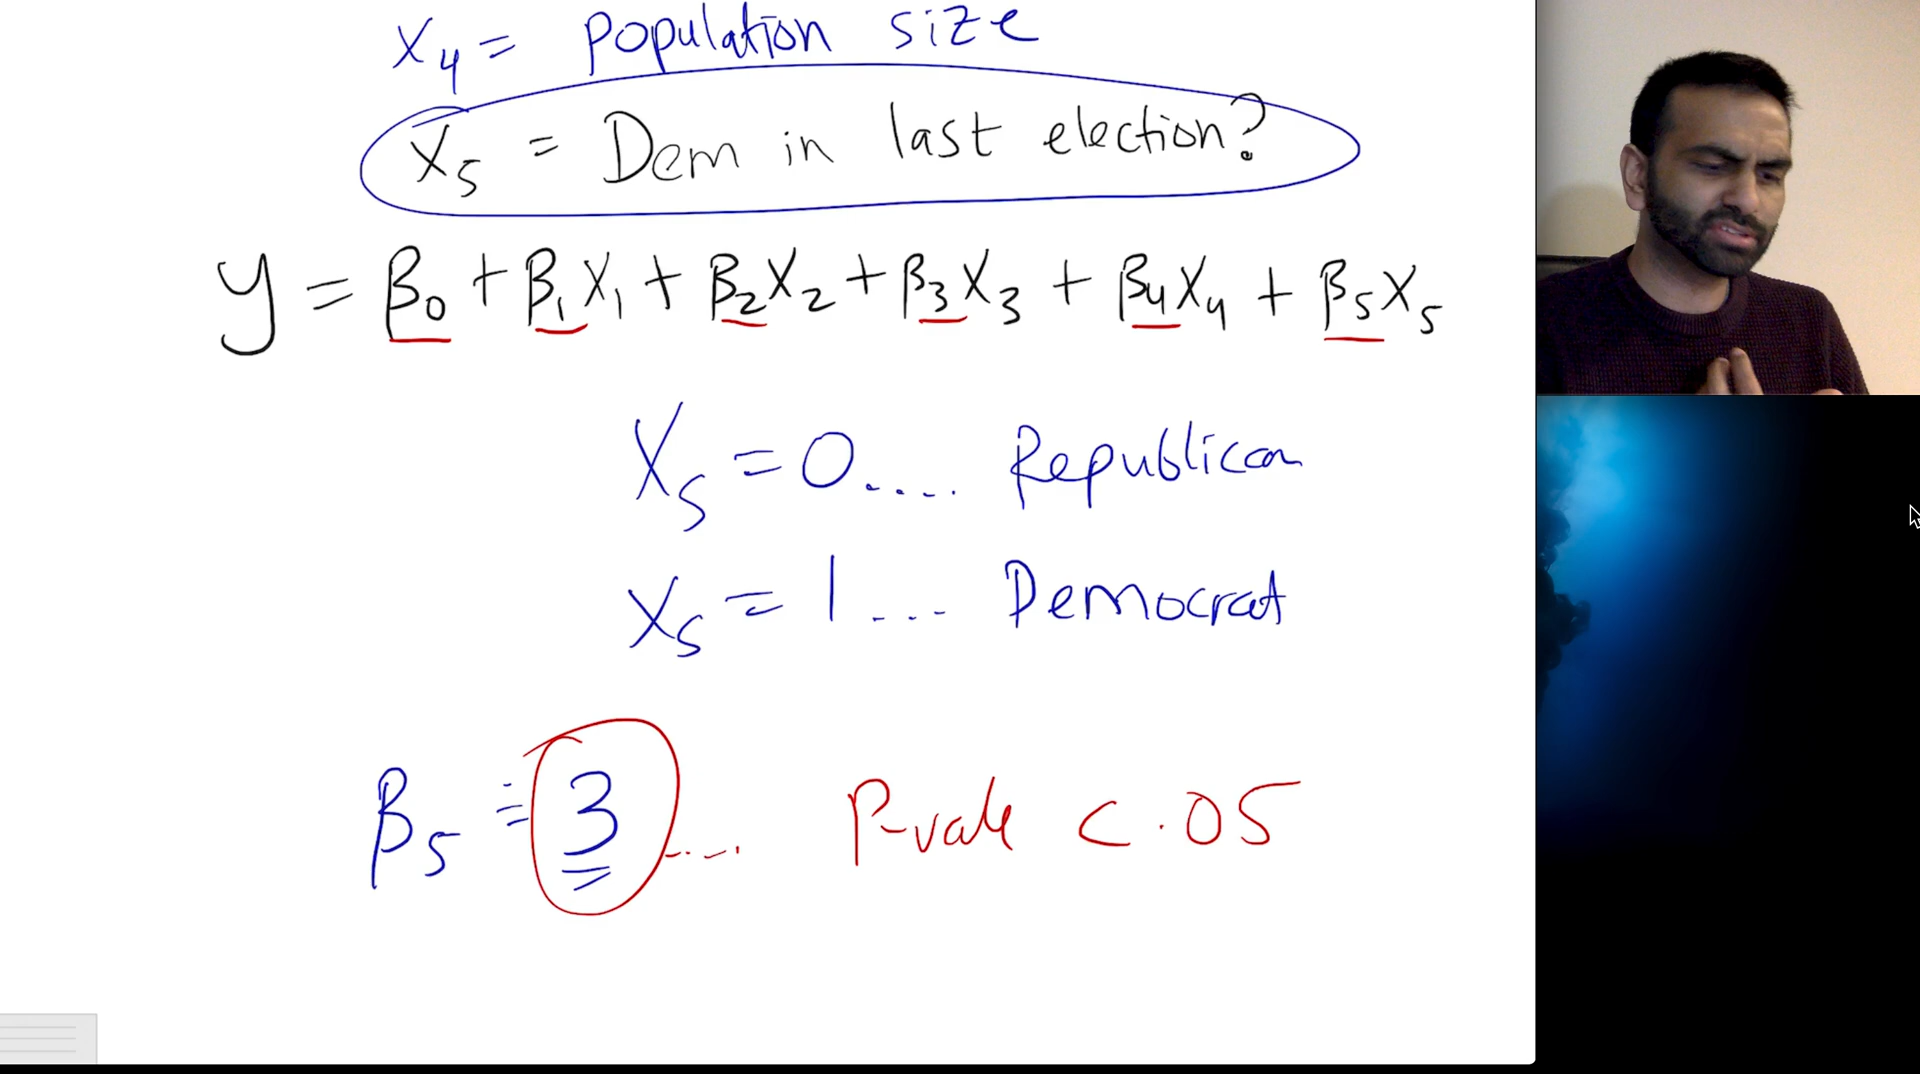 X₄ = population size
X₅ = Dem in last election?
y = β₀ + β₁X₁ + β₂X₂ + β₃X₃ + β₄X₄ + β₅X₅
X₅ = 0 .... Republican
X₅ = 1 ... Democrat
β₅ = 3 .... P-vale < .05